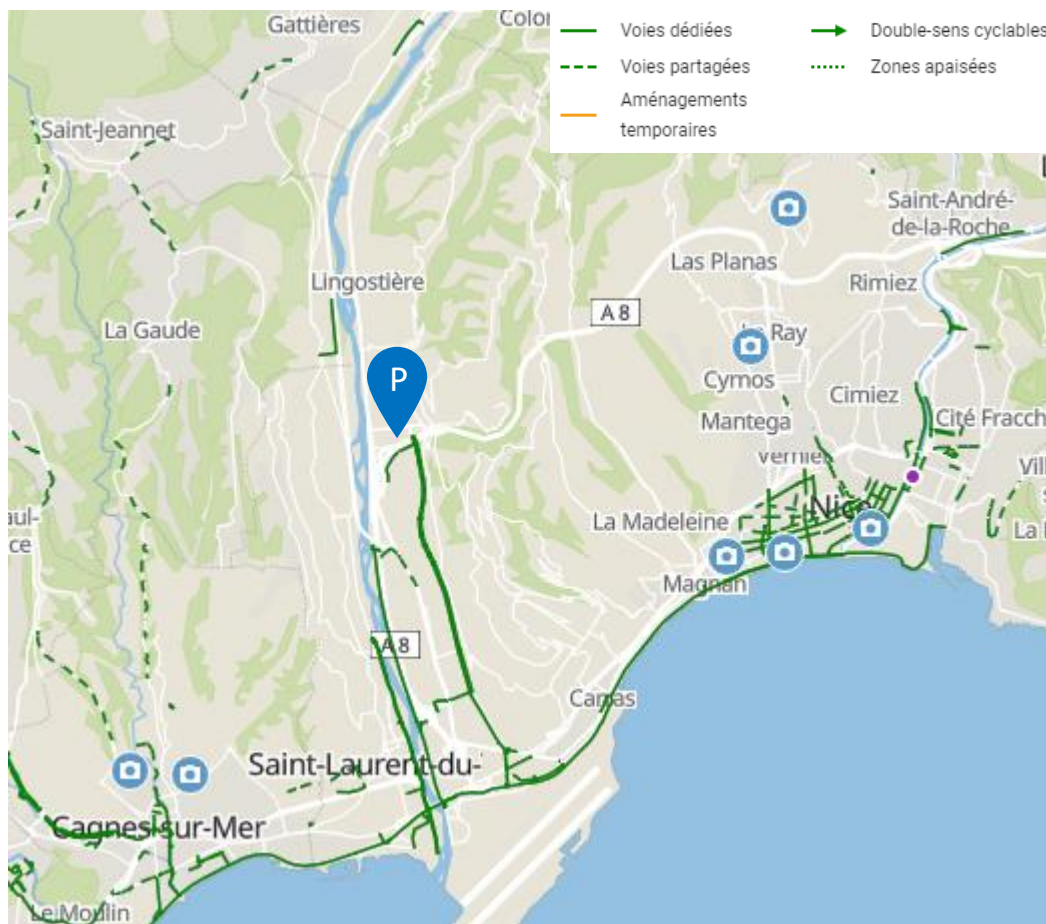 Gattières
Colo
Voies dédiées
Double-sens cyclables
Voies partagées
Zones apaisées
Aménagements
temporaires
Saint-Jeannet
Saint-André-
de-la-Roche
Las Planas
Lingostière
Rimiez
A 8
La Gaude
Ray
P
Cymos
Cimiez
Mantega
Cité Fracch
Vernier
Vill
Nice
La Madeleine
aul-
ce
Magnan
A 8
Carras
Saint-Laurent-du-
Cagnes-sur-Mer
Le Moulin